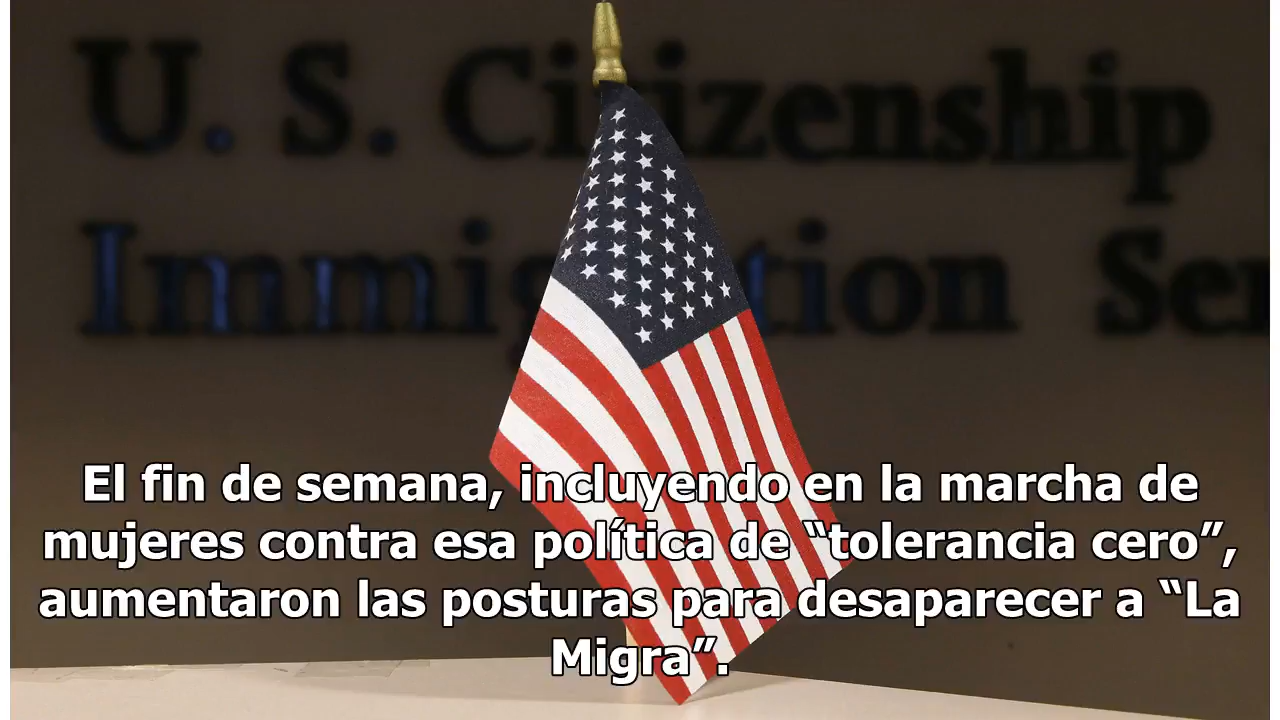 U. S. Citizenship
Immigration Ser
El fin de semana, incluyendo en la marcha de
mujeres contra esa política de “tolerancia cero”,
aumentaron las posturas para desaparecer a “La
Migra”.